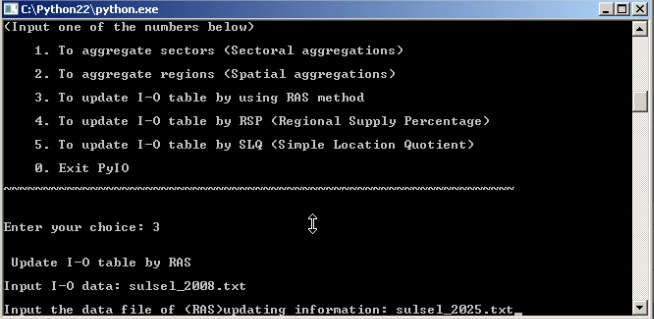 C:\Python22\python.exe
(Input one of the numbers below)
1. To aggregate sectors (Sectoral aggregations)
2. To aggregate regions (Spatial aggregations)
3. To update I-O table by using RAS method
4. To update I-O table by RSP (Regional Supply Percentage)
5. To update I-O table by SLQ (Simple Location Quotient)
0. Exit PyIO
Enter your choice: 3
Update I-O table by RAS
Input I-O data: sulsel_2008.txt
Input the data file of (RAS)updating information: sulsel_2025.txt_